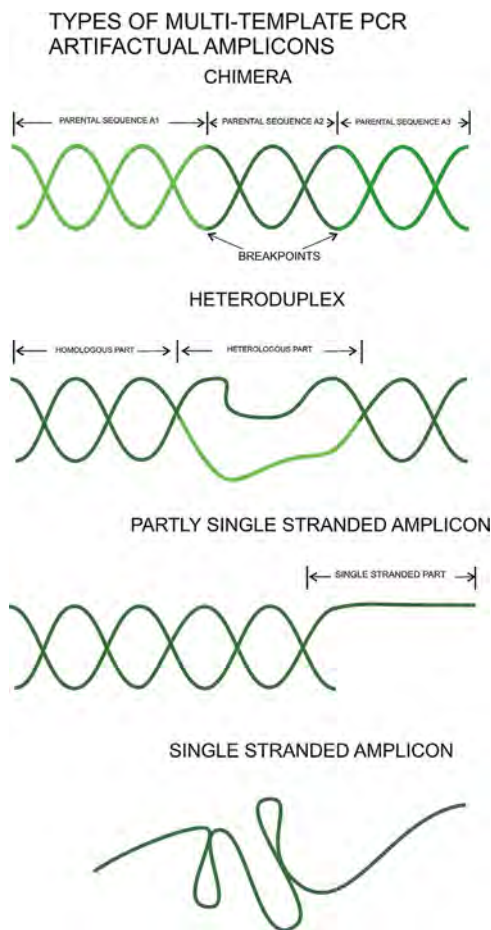 TYPES OF MULTI-TEMPLATE PCR
ARTIFACTUAL AMPLICONS
CHIMERA
PARENTAL SEQUENCE A1
PARENTAL SEQUENCE A2
PARENTAL SEQUENCE A3
BREAKPOINTS
HETERODUPLEX
HOMOLOGOUS PART
HETEROLOGOUS PART
PARTLY SINGLE STRANDED AMPLICON
SINGLE STRANDED PART
SINGLE STRANDED AMPLICON